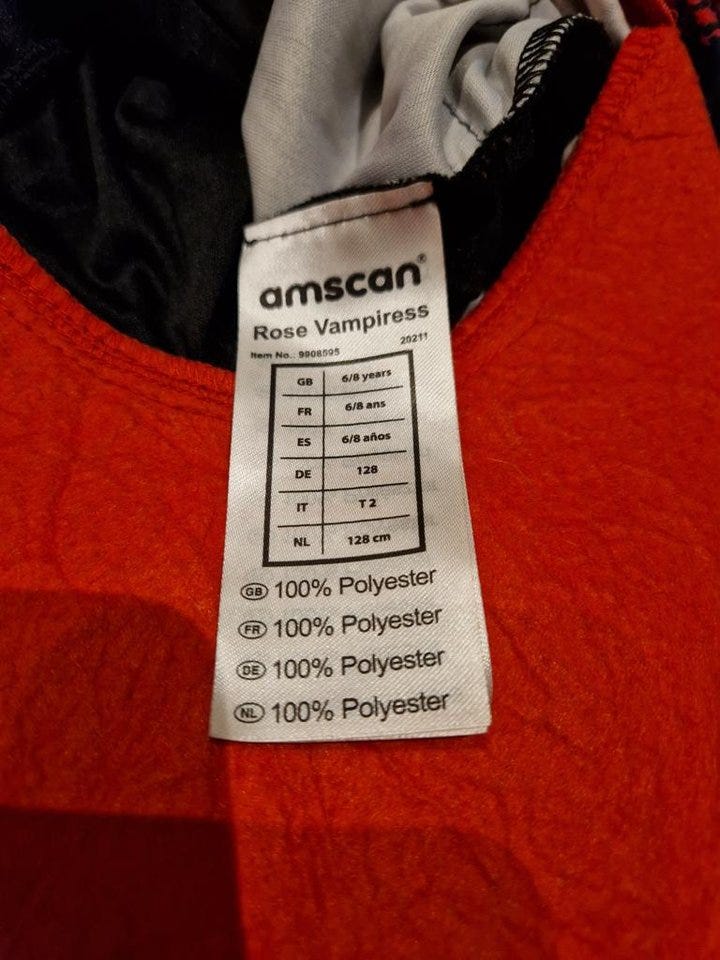 amscan®
Rose Vampiress
Item No.: 9908595 20211
GB 6/8 years
FR 6/8 ans
ES 6/8 años
DE 128
IT T 2
NL 128 cm
GB 100% Polyester
FR 100% Polyester
DE 100% Polyester
NL 100% Polyester